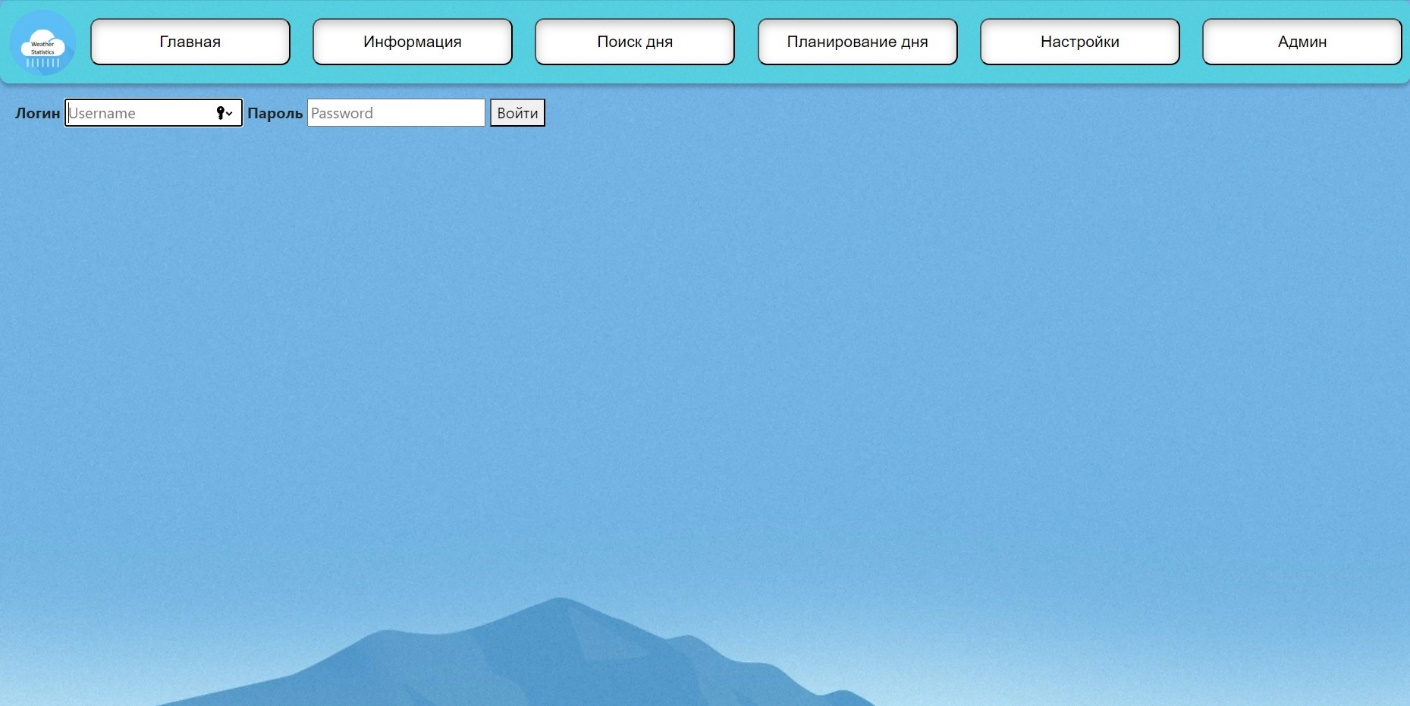 Weather
Statistics
Главная
Информация
Поиск дня
Планирование дня
Настройки
Админ
Логин Username Пароль Password Войти